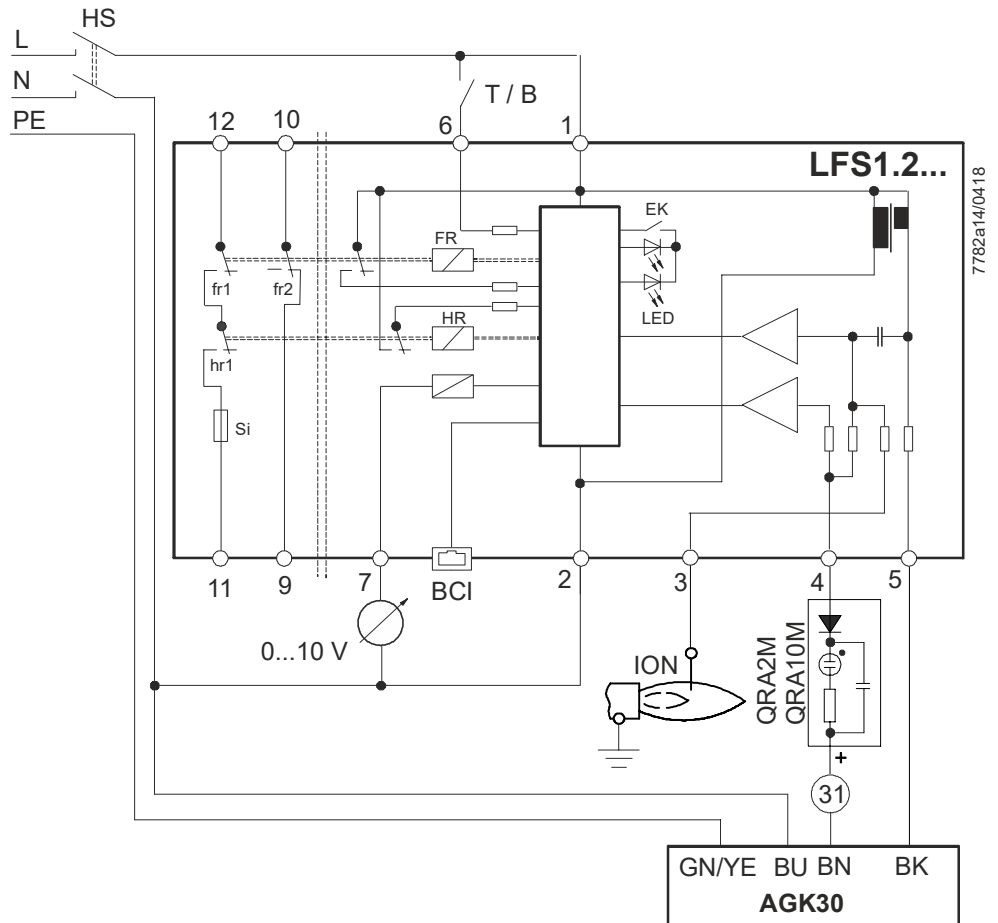 HS
L
N
T / B
PE
12
10
6
1
LFS1.2...
7782a14/0418
EK
FR
fr1
fr2
LED
HR
hr1
Si
11
9
7
BCI
2
3
4
5
0...10 V
ION
QRA2M
QRA10M
+
31
GN/YE BU BN BK
AGK30